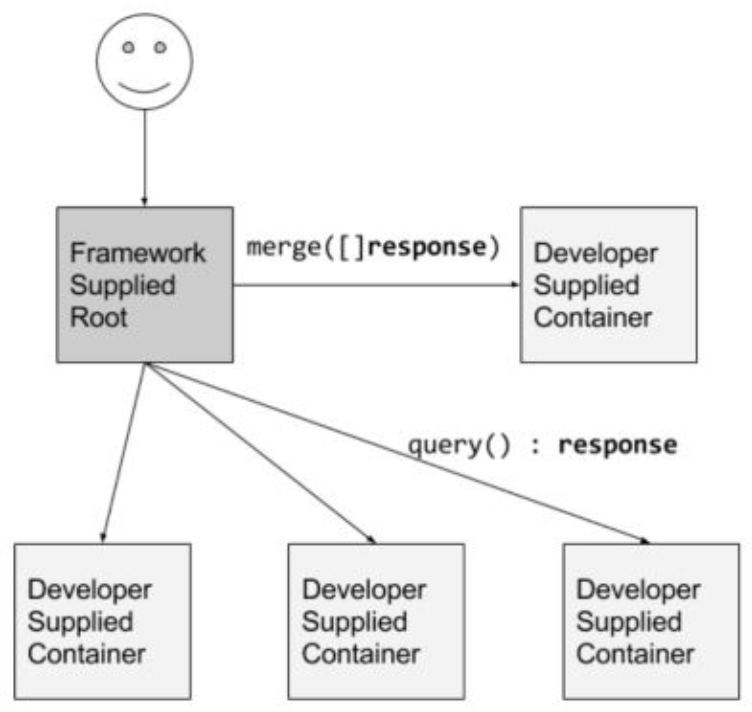 Framework
Supplied
Root
merge([]response)
Developer
Supplied
Container
query() : response
Developer
Supplied
Container
Developer
Supplied
Container
Developer
Supplied
Container